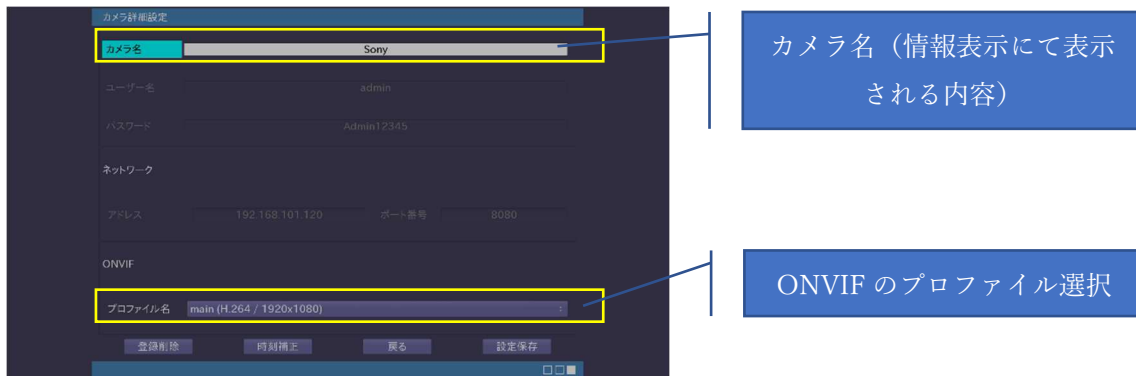 カメラ詳細設定
カメラ名 Sony
カメラ名（情報表示にて表示
される内容）
ユーザー名 admin
パスワード Admin12345
ネットワーク
アドレス 192.168.101.120 ポート番号 8080
ONVIF
ONVIF のプロファイル選択
プロファイル名 main (H.264 / 1920x1080)
登録削除 時刻補正 戻る 設定保存